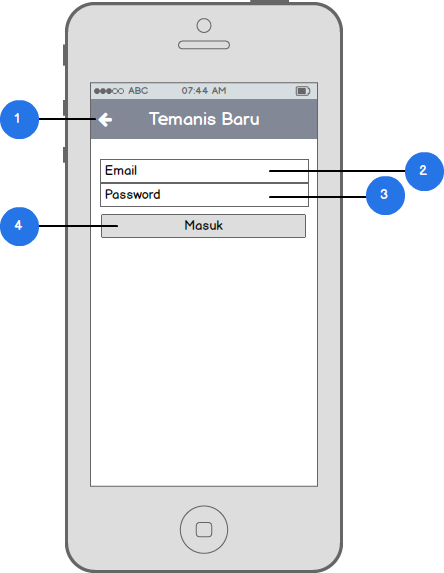 ABC 07:44 AM
1 Temanis Baru
Email 2
Password 3
4 Masuk